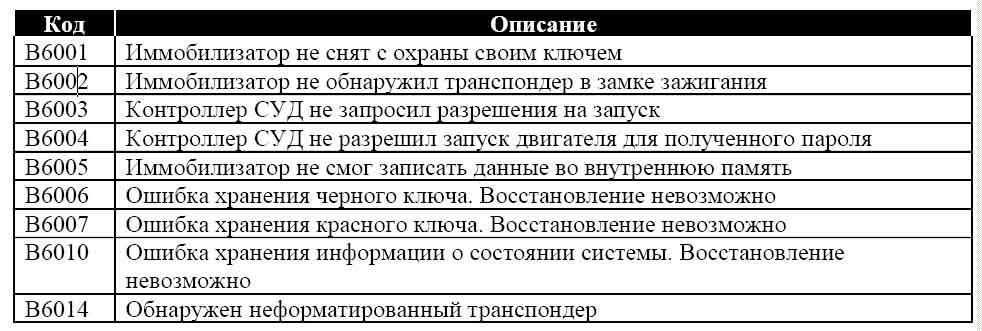 Код Описание
B6001 Иммобилизатор не снят с охраны своим ключем
B6002 Иммобилизатор не обнаружил транспондер в замке зажигания
B6003 Контроллер СУД не запросил разрешения на запуск
B6004 Контроллер СУД не разрешил запуск двигателя для полученного пароля
B6005 Иммобилизатор не смог записать данные во внутреннюю память
B6006 Ошибка хранения черного ключа. Восстановление невозможно
B6007 Ошибка хранения красного ключа. Восстановление невозможно
B6010 Ошибка хранения информации о состоянии системы. Восстановление
невозможно
B6014 Обнаружен неформатированный транспондер